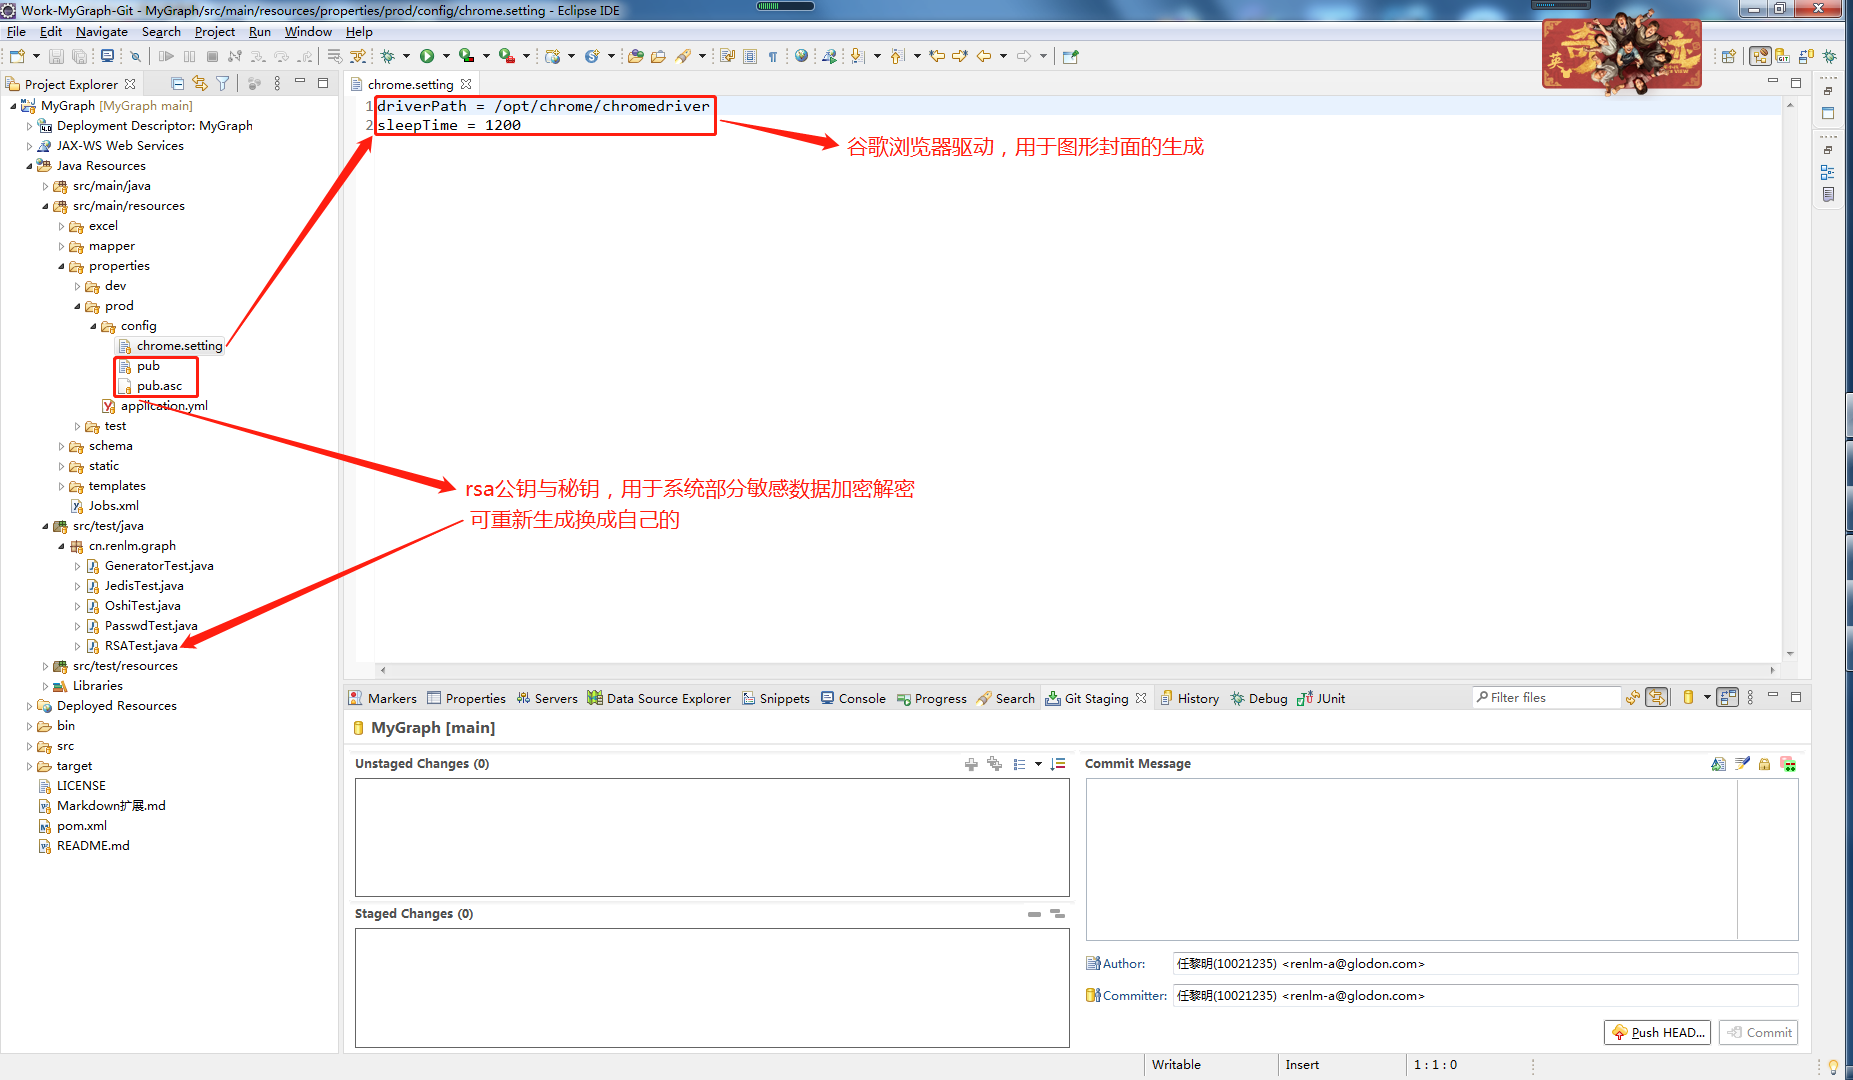 Work-MyGraph-Git - MyGraph/src/main/resources/properties/prod/config/chrome.setting - Eclipse IDE
File Edit Navigate Search Project Run Window Help
Project Explorer
MyGraph [MyGraph main]
Deployment Descriptor: MyGraph
JAX-WS Web Services
Java Resources
src/main/java
src/main/resources
excel
mapper
properties
dev
prod
config
chrome.setting
pub
pub.asc
application.yml
test
schema
static
templates
Jobs.xml
src/test/java
cn.renlm.graph
GeneratorTest.java
JedisTest.java
OshiTest.java
PasswdTest.java
RSATest.java
src/test/resources
Libraries
Deployed Resources
bin
src
target
LICENSE
Markdown扩展.md
pom.xml
README.md
chrome.setting
1 driverPath = /opt/chrome/chromedriver
2 sleepTime = 1200
谷歌浏览器驱动，用于图形封面的生成
rsa公钥与秘钥，用于系统部分敏感数据加密解密
可重新生成换成自己的
Markers Properties Servers Data Source Explorer Snippets Console Progress Search Git Staging History Debug JUnit
Filter files
MyGraph [main]
Unstaged Changes (0)
Staged Changes (0)
Commit Message
Author: 任黎明(10021235) <renlm-a@glodon.com>
Committer: 任黎明(10021235) <renlm-a@glodon.com>
Push HEAD... Commit
Writable Insert 1 : 1 : 0